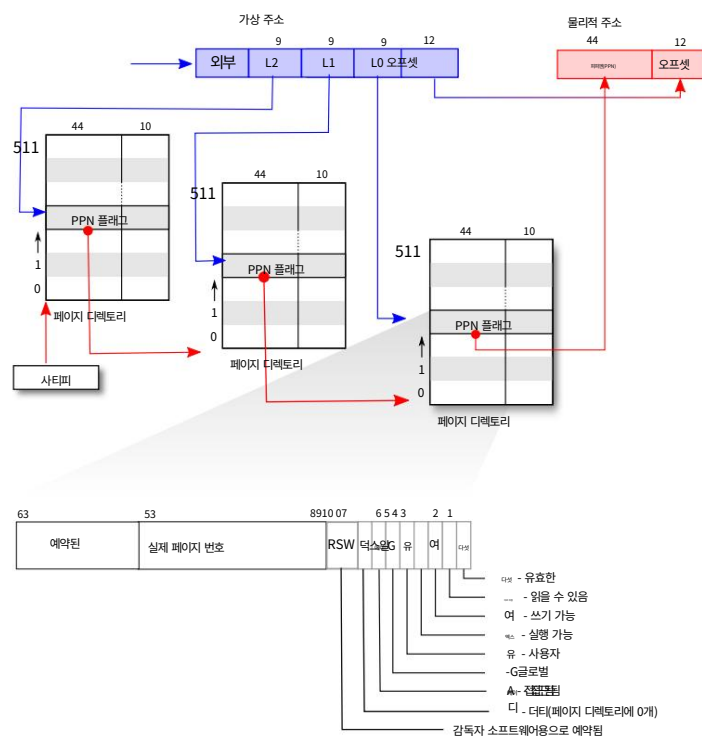 가상 주소
물리적 주소
9 9 9 12
44 12
외부 L2 L1 L0 오프셋
오프셋
44 10
511
PPN 플래그
1
0
페이지 디렉토리
사티피
44 10
511
PPN 플래그
1
0
페이지 디렉토리
44 10
511
PPN 플래그
1
0
페이지 디렉토리
63 53 8910 07 6 5 4 3 2 1
예약된 실제 페이지 번호 RSW G 유 여 다섯
다섯 - 유효한
- 읽을 수 있음
여 - 쓰기 가능
엑스 - 실행 가능
유 - 사용자
-G글로벌
디 - 더티(페이지 디렉토리에 0개)
감독자 소프트웨어용으로 예약됨